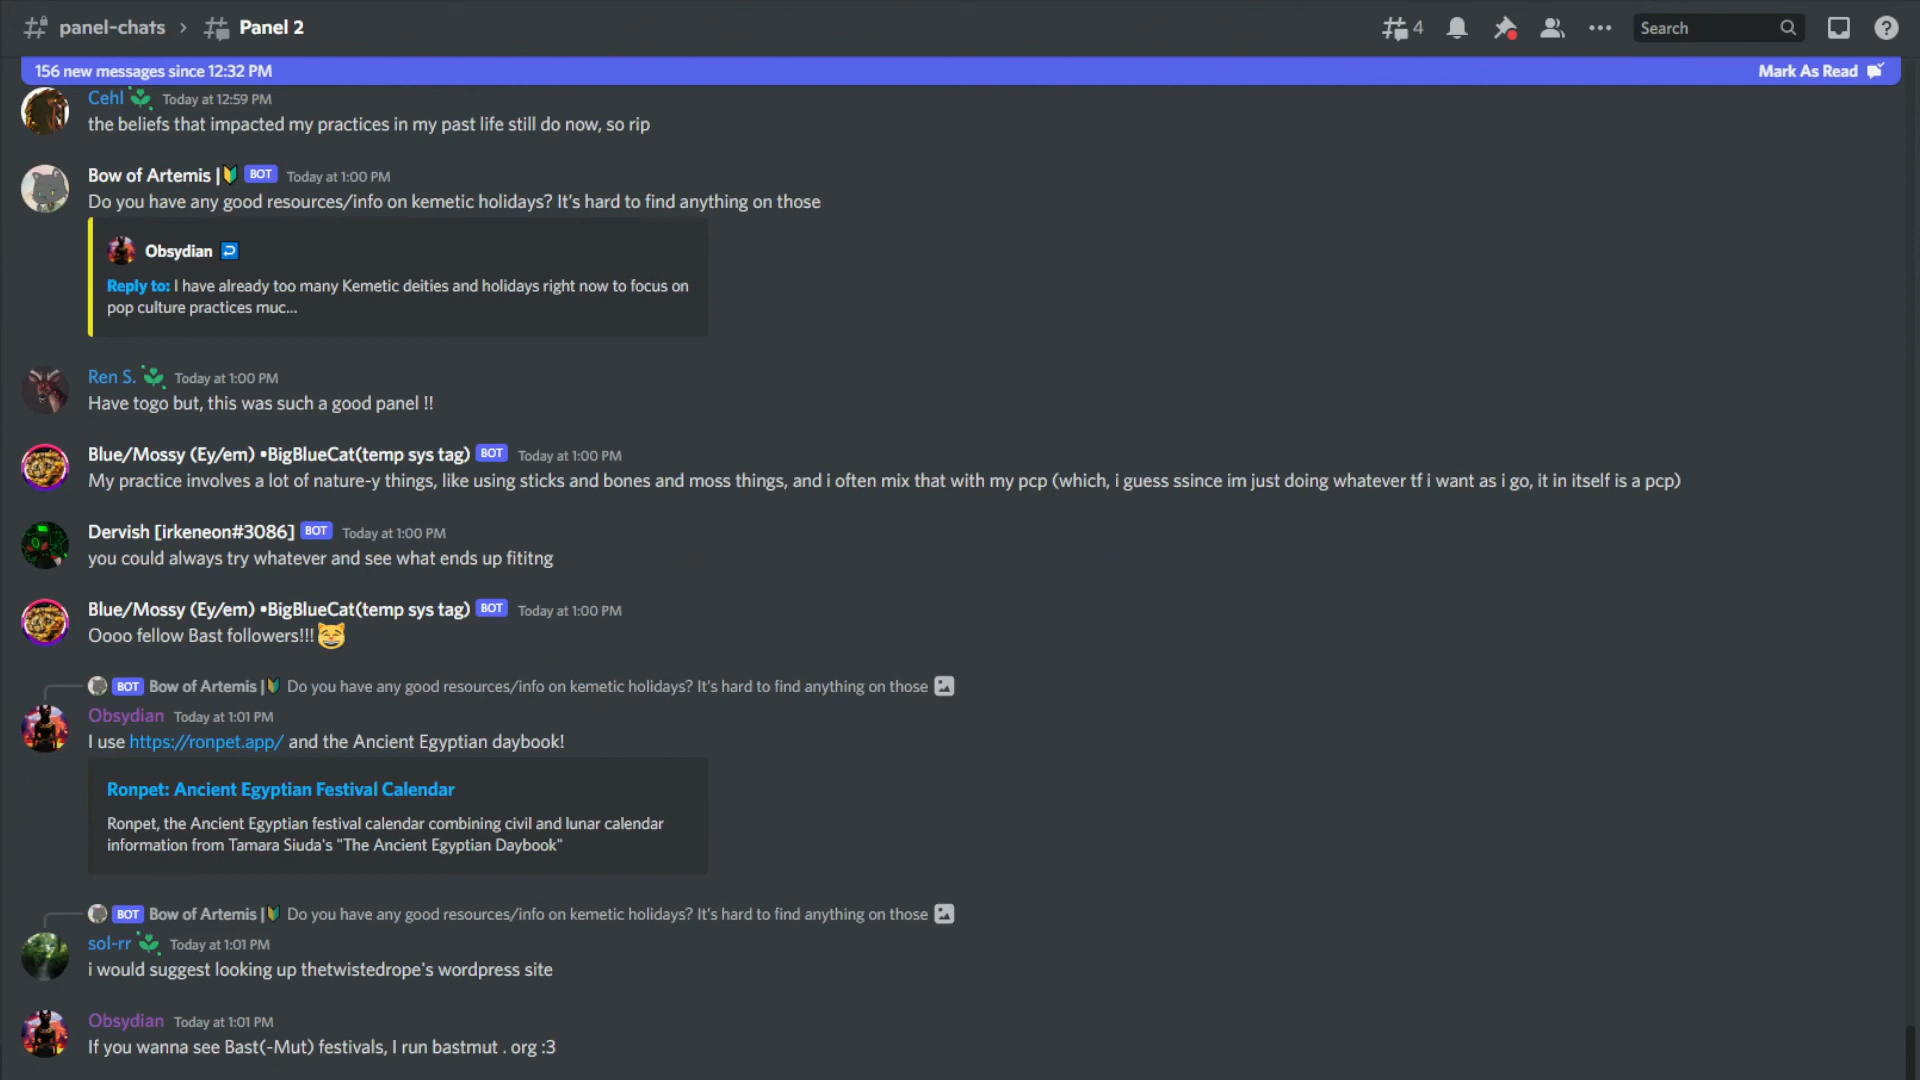 panel-chats › Panel 2
4
Search
156 new messages since 12:32 PM
Mark As Read
Cehl Today at 12:59 PM
the beliefs that impacted my practices in my past life still do now, so rip
Bow of Artemis |🔰 BOT Today at 1:00 PM
Do you have any good resources/info on kemetic holidays? It's hard to find anything on those
Obsydian ↩️
Reply to: I have already too many Kemetic deities and holidays right now to focus on
pop culture practices muc...
Ren S. Today at 1:00 PM
Have togo but, this was such a good panel !!
Blue/Mossy (Ey/em) •BigBlueCat(temp sys tag) BOT Today at 1:00 PM
My practice involves a lot of nature-y things, like using sticks and bones and moss things, and i often mix that with my pcp (which, i guess ssince im just doing whatever tf i want as i go, it in itself is a pcp)
Dervish [irkeneon#3086] BOT Today at 1:00 PM
you could always try whatever and see what ends up fititng
Blue/Mossy (Ey/em) •BigBlueCat(temp sys tag) BOT Today at 1:00 PM
Oooo fellow Bast followers!!!😸
BOT Bow of Artemis |🔰 Do you have any good resources/info on kemetic holidays? It's hard to find anything on those
Obsydian Today at 1:01 PM
I use https://ronpet.app/ and the Ancient Egyptian daybook!
Ronpet: Ancient Egyptian Festival Calendar
Ronpet, the Ancient Egyptian festival calendar combining civil and lunar calendar
information from Tamara Siuda's "The Ancient Egyptian Daybook"
BOT Bow of Artemis |🔰 Do you have any good resources/info on kemetic holidays? It's hard to find anything on those
sol-rr Today at 1:01 PM
i would suggest looking up thetwistedrope's wordpress site
Obsydian Today at 1:01 PM
If you wanna see Bast(-Mut) festivals, I run bastmut . org :3